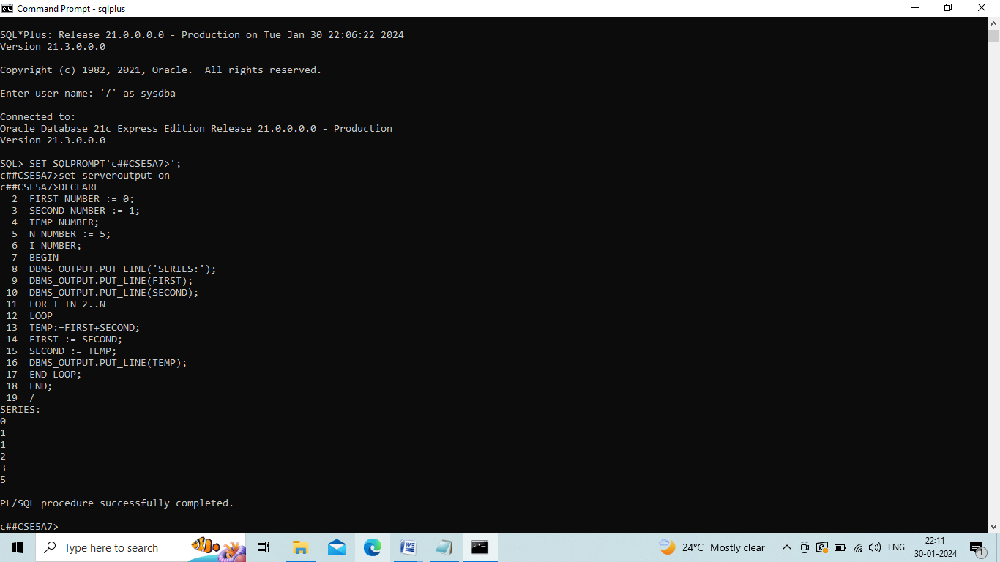 Command Prompt - sqlplus
SQL*Plus: Release 21.0.0.0.0 - Production on Tue Jan 30 22:06:22 2024
Version 21.3.0.0.0
Copyright (c) 1982, 2021, Oracle.  All rights reserved.
Enter user-name: '/' as sysdba
Connected to:
Oracle Database 21c Express Edition Release 21.0.0.0.0 - Production
Version 21.3.0.0.0
SQL> SET SQLPROMPT'c##CSE5A7>';
c##CSE5A7>set serveroutput on
c##CSE5A7>DECLARE
  2  FIRST NUMBER := 0;
  3  SECOND NUMBER := 1;
  4  TEMP NUMBER;
  5  N NUMBER := 5;
  6  I NUMBER;
  7  BEGIN
  8  DBMS_OUTPUT.PUT_LINE('SERIES:');
  9  DBMS_OUTPUT.PUT_LINE(FIRST);
 10  DBMS_OUTPUT.PUT_LINE(SECOND);
 11  FOR I IN 2..N
 12  LOOP
 13  TEMP:=FIRST+SECOND;
 14  FIRST := SECOND;
 15  SECOND := TEMP;
 16  DBMS_OUTPUT.PUT_LINE(TEMP);
 17  END LOOP;
 18  END;
 19  /
SERIES:
0
1
1
2
3
5
PL/SQL procedure successfully completed.
c##CSE5A7>
Type here to search
24°C Mostly clear
ENG
22:11
30-01-2024
1